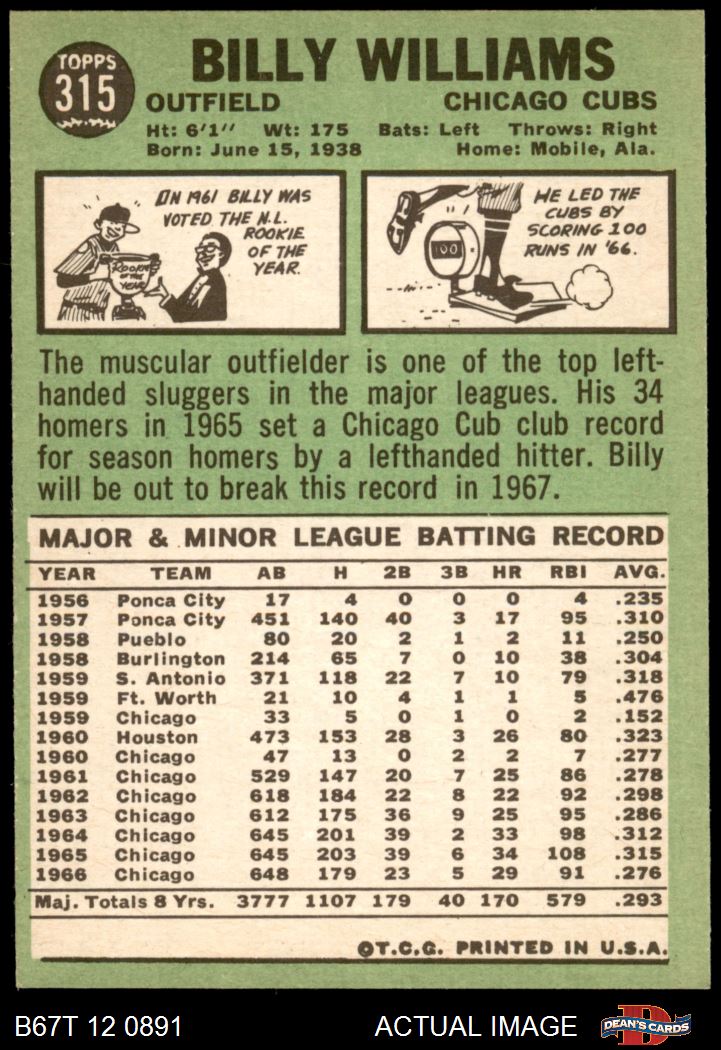 TOPPS
315
BILLY WILLIAMS
OUTFIELD CHICAGO CUBS
Ht: 6'1" Wt: 175 Bats: Left Throws: Right
Born: June 15, 1938 Home: Mobile, Ala.
IN 1961 BILLY WAS
VOTED THE N.L.
ROOKIE
OF THE
YEAR.
ROOKIE
OF THE
YEAR
HE LED THE
CUBS BY
SCORING 100
RUNS IN '66.
100
The muscular outfielder is one of the top left-
handed sluggers in the major leagues. His 34
homers in 1965 set a Chicago Cub club record
for season homers by a lefthanded hitter. Billy
will be out to break this record in 1967.
MAJOR & MINOR LEAGUE BATTING RECORD
YEAR TEAM AB H 2B 3B HR RBI AVG.
1956 Ponca City 17 4 0 0 0 4 .235
1957 Ponca City 451 140 40 3 17 95 .310
1958 Pueblo 80 20 2 1 2 11 .250
1958 Burlington 214 65 7 0 10 38 .304
1959 S. Antonio 371 118 22 7 10 79 .318
1959 Ft. Worth 21 10 4 1 1 5 .476
1959 Chicago 33 5 0 1 0 2 .152
1960 Houston 473 153 28 3 26 80 .323
1960 Chicago 47 13 0 2 2 7 .277
1961 Chicago 529 147 20 7 25 86 .278
1962 Chicago 618 184 22 8 22 92 .298
1963 Chicago 612 175 36 9 25 95 .286
1964 Chicago 645 201 39 2 33 98 .312
1965 Chicago 645 203 39 6 34 108 .315
1966 Chicago 648 179 23 5 29 91 .276
Maj. Totals 8 Yrs. 3777 1107 179 40 170 579 .293
©T.C.G. PRINTED IN U.S.A.
B67T 12 0891 ACTUAL IMAGE B DEAN'S CARDS